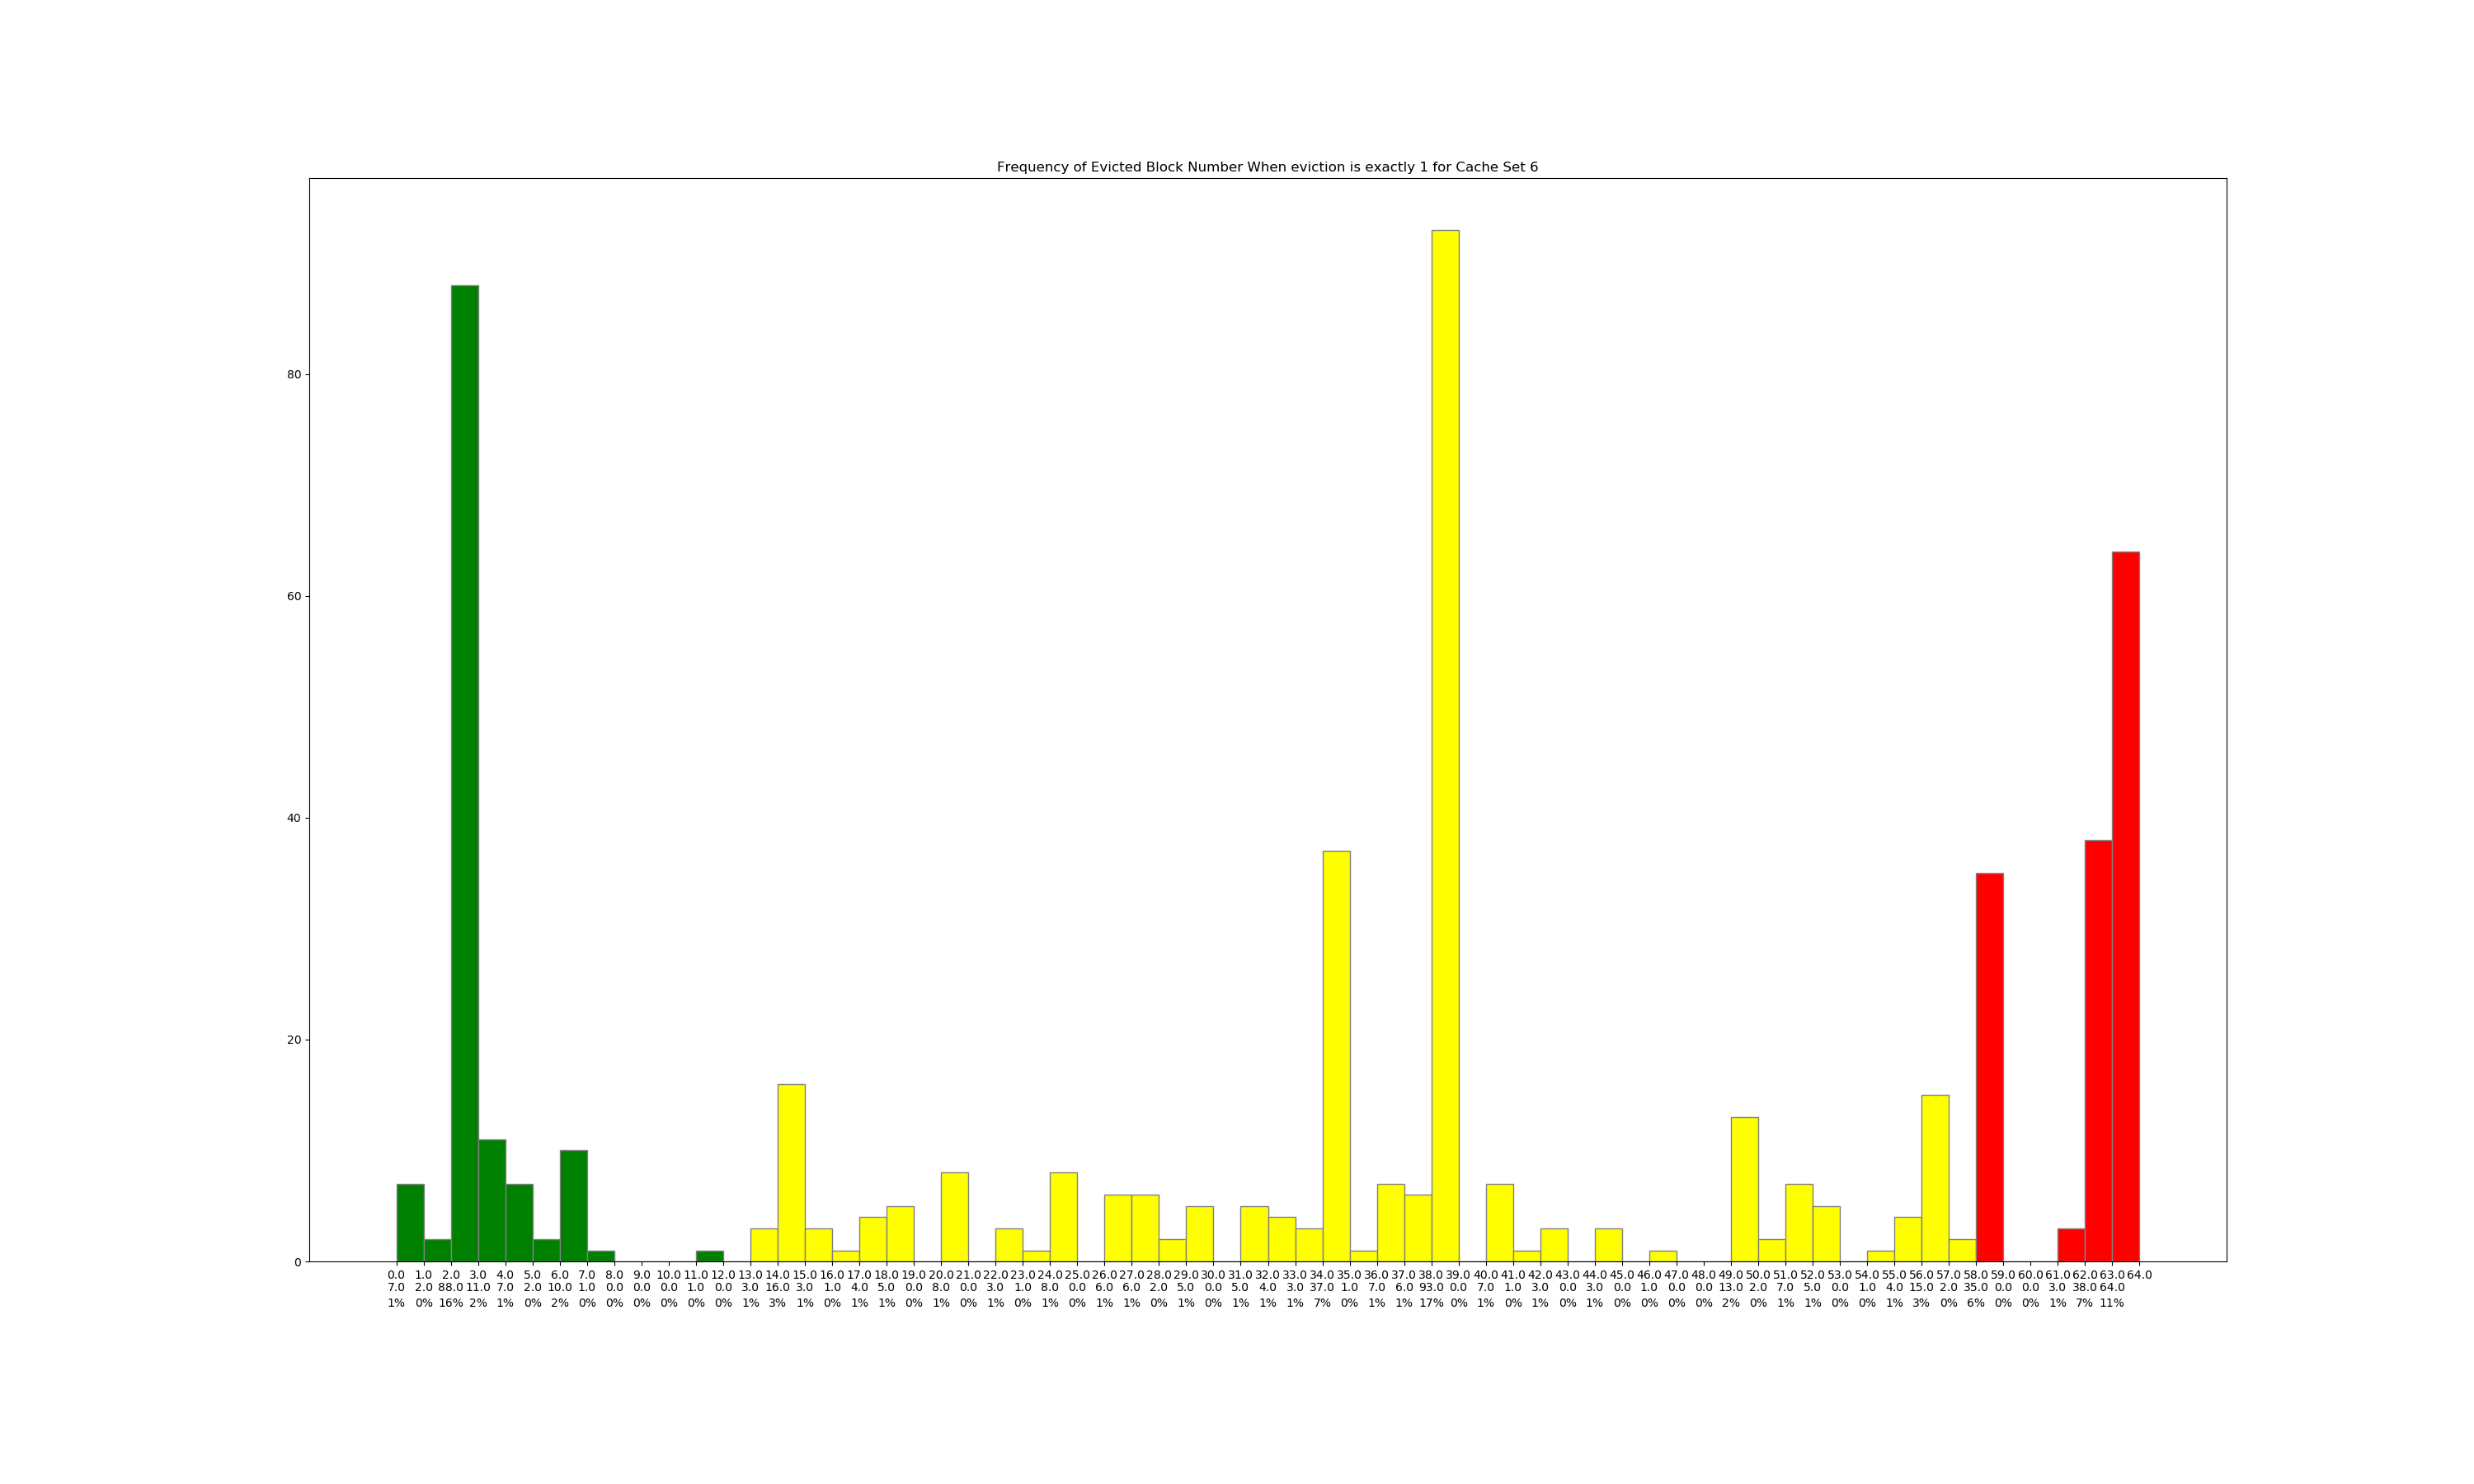 Frequency of Evicted Block Number When eviction is exactly 1 for Cache Set 6
80
60
40
20
0
0.0 1.0 2.0 3.0 4.0 5.0 6.0 7.0 8.0 9.0 10.0 11.0 12.0 13.0 14.0 15.0 16.0 17.0 18.0 19.0 20.0 21.0 22.0 23.0 24.0 25.0 26.0 27.0 28.0 29.0 30.0 31.0 32.0 33.0 34.0 35.0 36.0 37.0 38.0 39.0 40.0 41.0 42.0 43.0 44.0 45.0 46.0 47.0 48.0 49.0 50.0 51.0 52.0 53.0 54.0 55.0 56.0 57.0 58.0 59.0 60.0 61.0 62.0 63.0 64.0
7.0 2.0 88.0 11.0 7.0 2.0 10.0 1.0 0.0 0.0 0.0 1.0 0.0 3.0 16.0 3.0 1.0 4.0 5.0 0.0 8.0 0.0 3.0 1.0 8.0 0.0 6.0 6.0 2.0 5.0 0.0 5.0 4.0 3.0 37.0 1.0 7.0 6.0 93.0 0.0 7.0 1.0 3.0 0.0 3.0 0.0 1.0 0.0 0.0 13.0 2.0 7.0 5.0 0.0 1.0 4.0 15.0 2.0 35.0 0.0 0.0 3.0 38.0 64.0
1% 0% 16% 2% 1% 0% 2% 0% 0% 0% 0% 0% 0% 1% 3% 1% 0% 1% 1% 0% 1% 0% 1% 0% 1% 0% 1% 1% 0% 1% 0% 1% 1% 1% 7% 0% 1% 1% 17% 0% 1% 0% 1% 0% 1% 0% 0% 0% 0% 2% 0% 1% 1% 0% 0% 1% 3% 0% 6% 0% 0% 1% 7% 11%